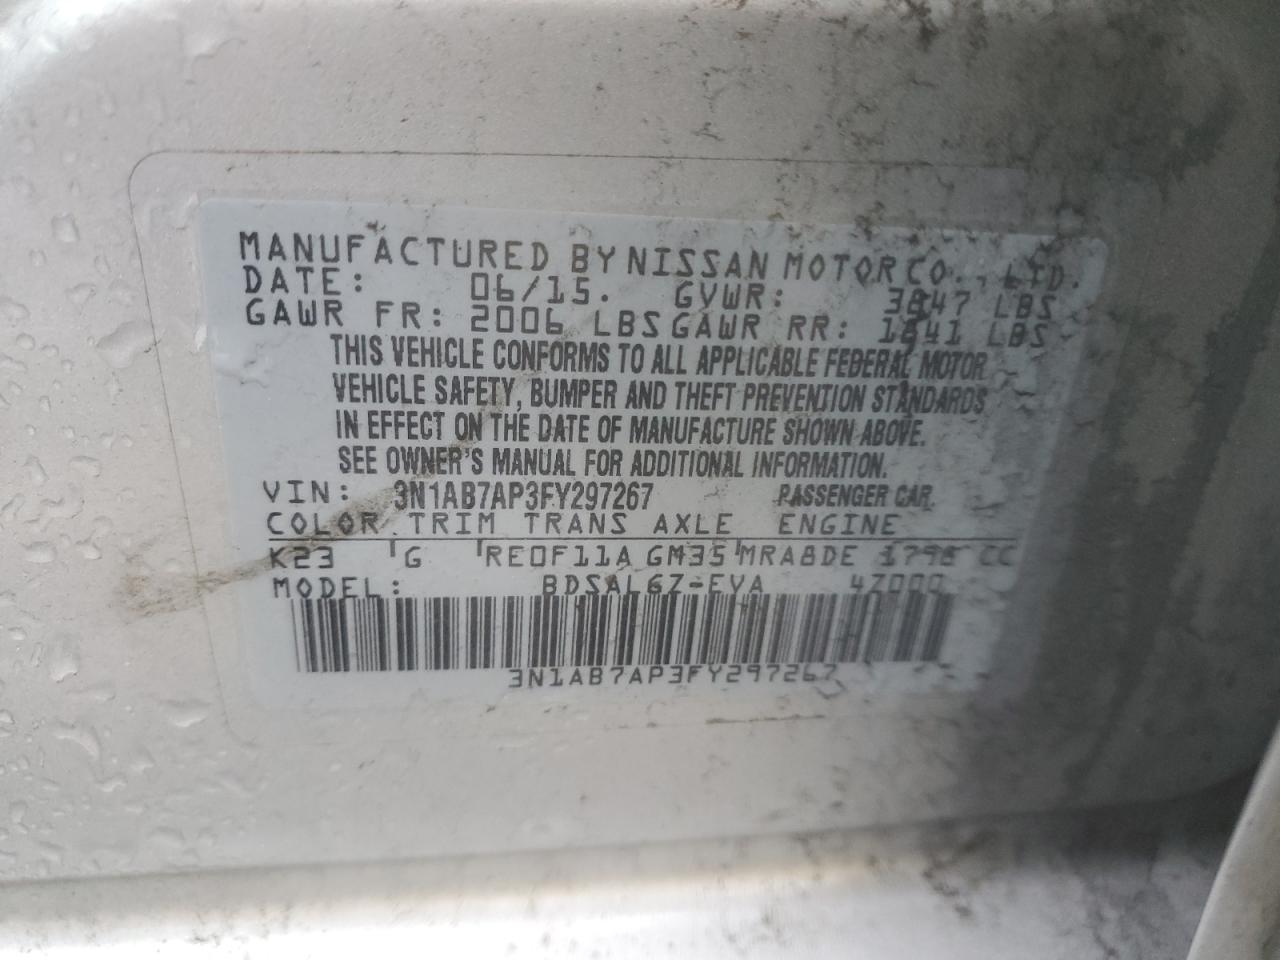 MANUFACTURED BY NISSAN MOTOR CO., LTD.
DATE: 06/15. GVWR: 3847 LBS
GAWR FR: 2006 LBS GAWR RR: 1841 LBS
THIS VEHICLE CONFORMS TO ALL APPLICABLE FEDERAL MOTOR
VEHICLE SAFETY, BUMPER AND THEFT PREVENTION STANDARDS
IN EFFECT ON THE DATE OF MANUFACTURE SHOWN ABOVE.
SEE OWNER'S MANUAL FOR ADDITIONAL INFORMATION.
VIN: 3N1AB7AP3FY297267 PASSENGER CAR
COLOR TRIM TRANS AXLE ENGINE
K23 G RE0F11A GM35 MRA8DE 1798 CC
MODEL: BDSALGZ-EVA 4Z000
3N1AB7AP3FY297267